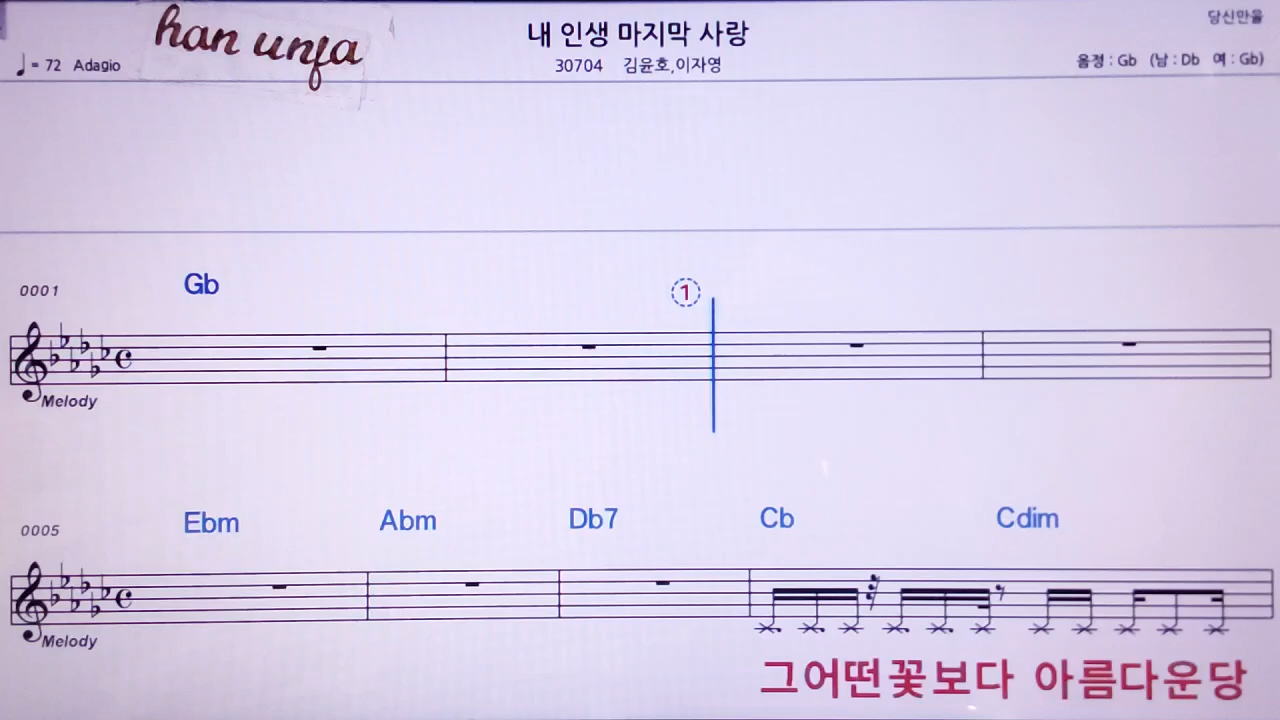 han unfa
내 인생 마지막 사랑
당신만을
♩= 72 Adagio
30704 김윤호,이자영
음정 : Gb (남 : Db 여 : Gb)
0001 Gb 1
Melody
0005 Ebm Abm Db7 Cb Cdim
Melody
그어떤꽃보다 아름다운당